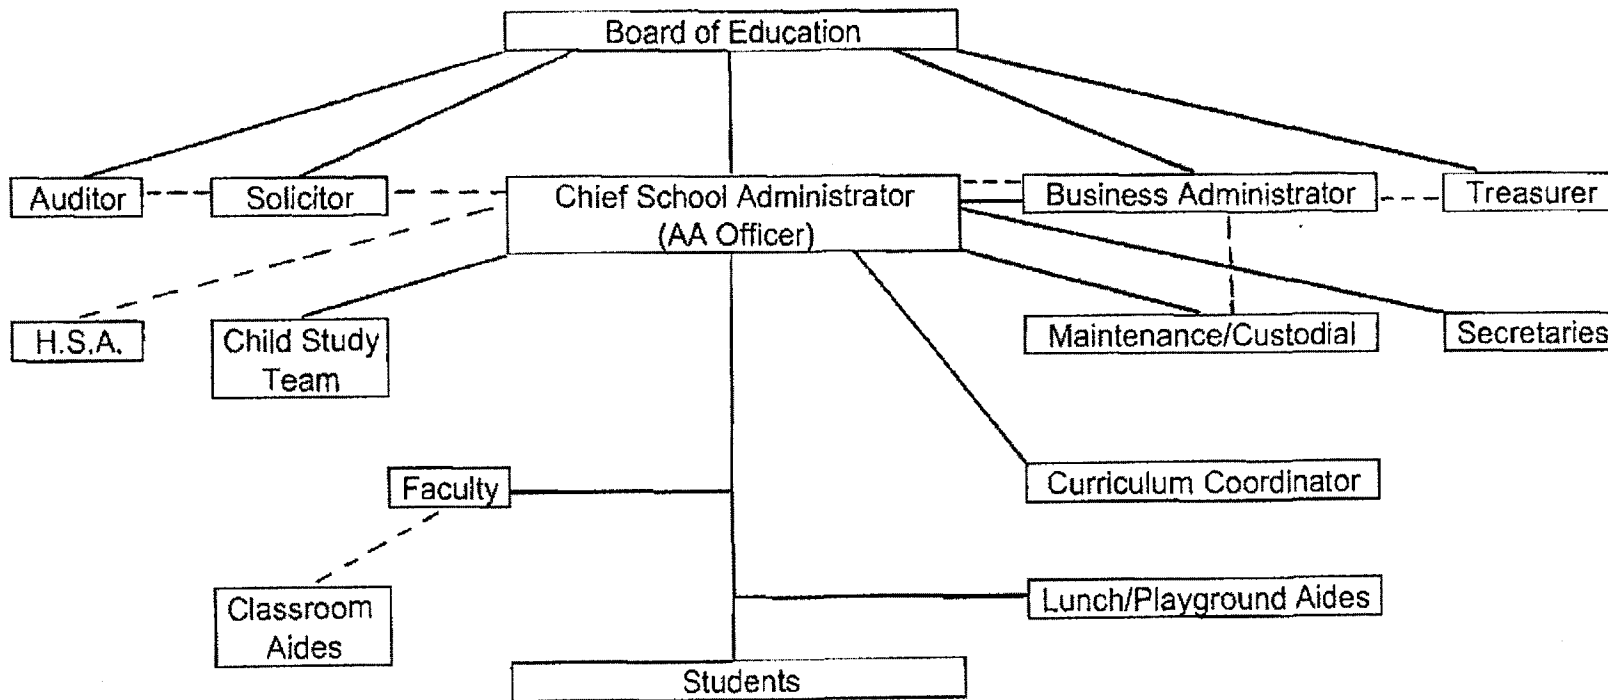 Board of Education
Auditor
Solicitor
Chief School Administrator
(AA Officer)
Business Administrator
Treasurer
H.S.A.
Child Study
Team
Maintenance/Custodial
Secretaries
Faculty
Curriculum Coordinator
Classroom
Aides
Lunch/Playground Aides
Students